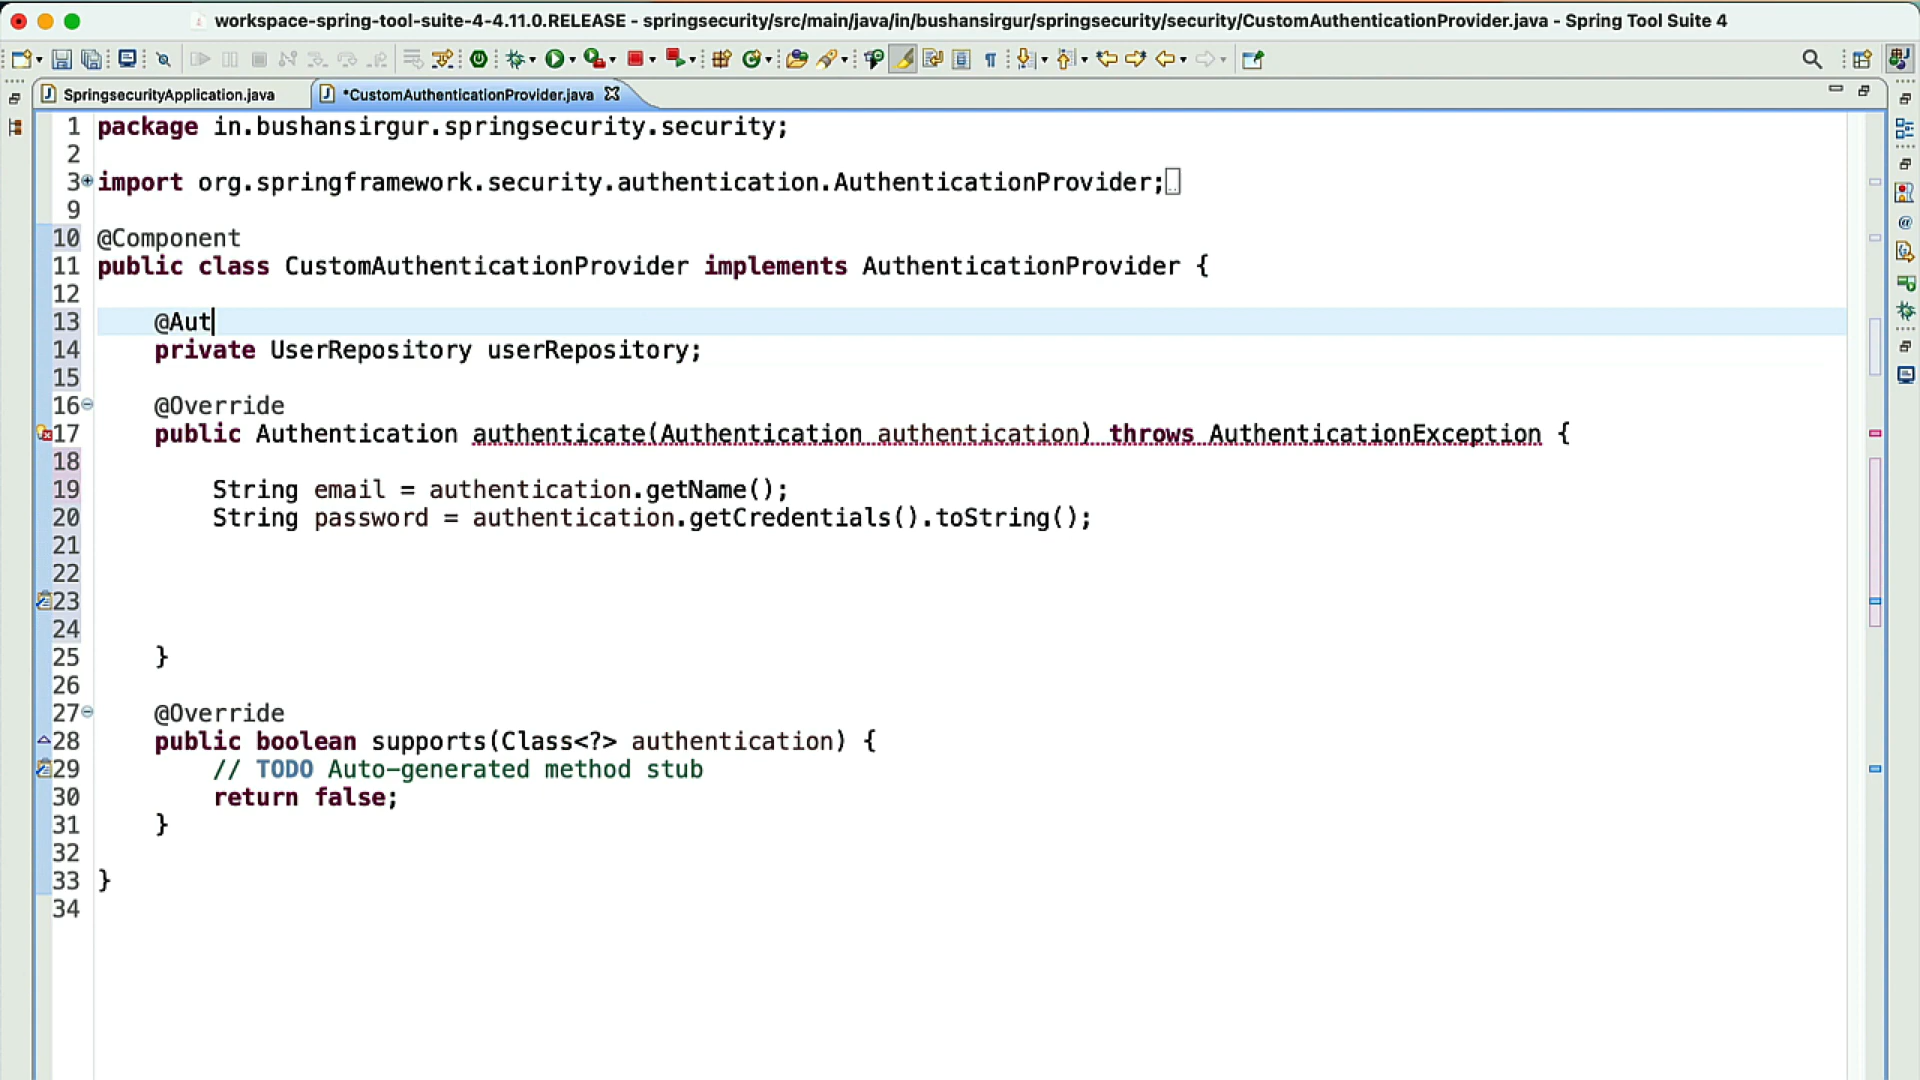 workspace-spring-tool-suite-4-4.11.0.RELEASE - springsecurity/src/main/java/in/bushansirgur/springsecurity/security/CustomAuthenticationProvider.java - Spring Tool Suite 4
SpringsecurityApplication.java
*CustomAuthenticationProvider.java
1 package in.bushansirgur.springsecurity.security;
2
3 import org.springframework.security.authentication.AuthenticationProvider;
9
10 @Component
11 public class CustomAuthenticationProvider implements AuthenticationProvider {
12
13 @Aut
14 private UserRepository userRepository;
15
16 @Override
17 public Authentication authenticate(Authentication authentication) throws AuthenticationException {
18
19 String email = authentication.getName();
20 String password = authentication.getCredentials().toString();
21
22
23
24
25 }
26
27 @Override
28 public boolean supports(Class<?> authentication) {
29 // TODO Auto-generated method stub
30 return false;
31 }
32
33 }
34